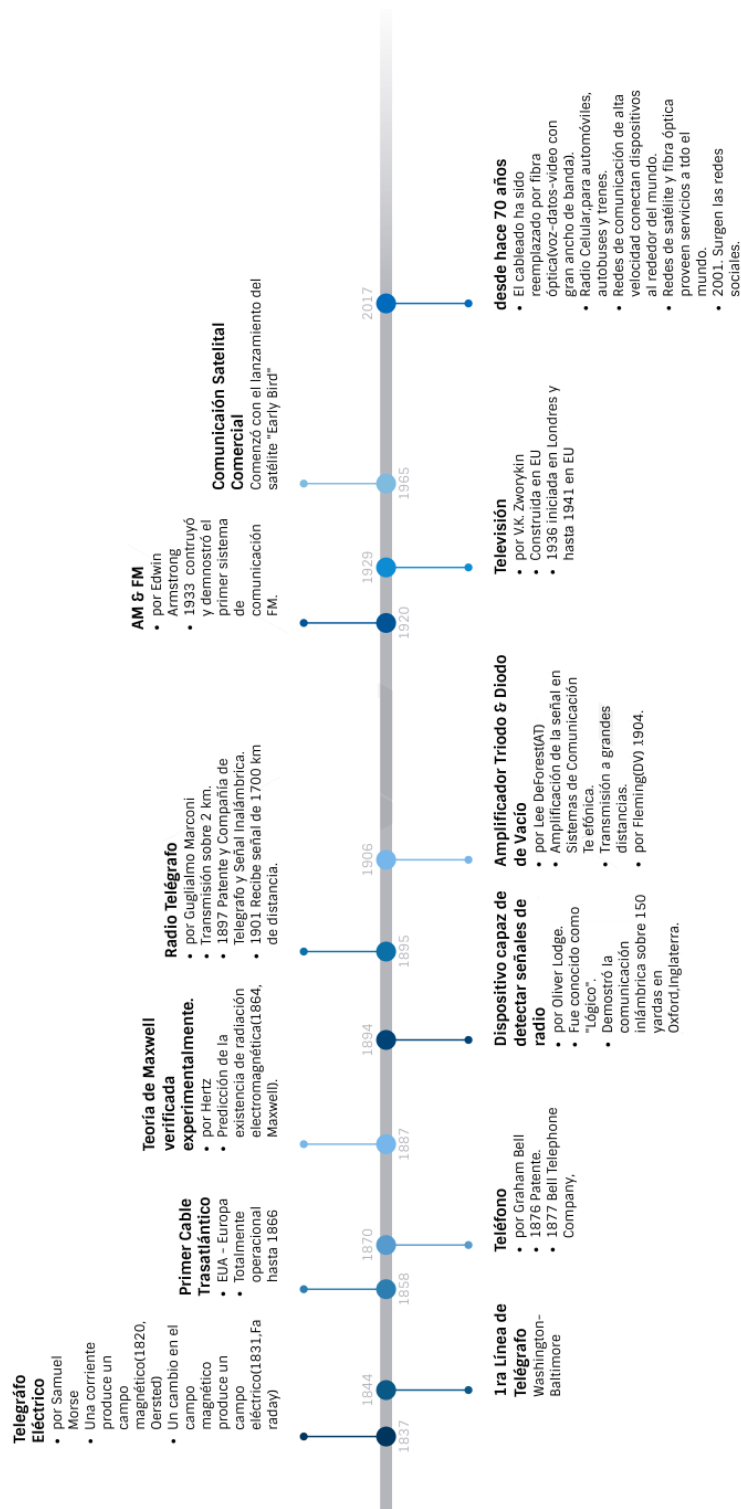 Telegráfo
Eléctrico
• por Samuel
Morse
• Una corriente
produce un
campo
magnético(1820,
Oersted)
• Un cambio en el
campo
magnético
produce un
campo
eléctrico(1831,Fa
raday)
1837
1844
1ra Línea de
Telégrafo
Washington-
Baltimore
Primer Cable
Trasatlántico
• EUA - Europa
• Totalmente
operacional
hasta 1866
1858
1870
Teléfono
• por Graham Bell
• 1876 Patente.
• 1877 Bell Telephone
Company,
Teoría de Maxwell
verificada
experimentalmente.
• por Hertz
• Predicción de la
existencia de radiación
electromagnética(1864,
Maxwell).
1887
1894
Dispositivo capaz de
detectar señales de
radio
• por Oliver Lodge.
• Fue conocido como
"Lógico".
• Demostró la
comunicación
inlámbrica sobre 150
yardas en
Oxford,Inglaterra.
Radio Telégrafo
• por Guglialmo Marconi
• Transmisión sobre 2 km.
• 1897 Patente y Compañía de
Telegrafo y Señal Inalámbrica.
• 1901 Recibe señal de 1700 km
de distancia.
1895
1906
Amplificador Triodo & Diodo
de Vacío
• por Lee DeForest(AT)
• Amplificación de la señal en
Sistemas de Comunicación
Te efónica.
• Transmisión a grandes
distancias.
• por Fleming(DV) 1904.
AM & FM
• por Edwin
Armstrong
• 1933 contruyó
y demnostró el
primer sistema
de
comunicación
FM.
1920
1929
Televisión
• por V.K. Zworykin
• Construida en EU
• 1936 iniciada en Londres y
hasta 1941 en EU
Comunicaión Satelital
Comercial
Comenzó con el lanzamiento del
satélite "Early Bird"
1965
2017
desde hace 70 años
• El cableado ha sido
reemplazado por fibra
óptica(voz-datos-video con
gran ancho de banda).
• Radio Celular,para automóviles,
autobuses y trenes.
• Redes de comunicación de alta
velocidad conectan dispositivos
al rededor del mundo.
• Redes de satélite y fibra óptica
proveen servicios a tdo el
mundo.
• 2001. Surgen las redes
sociales.